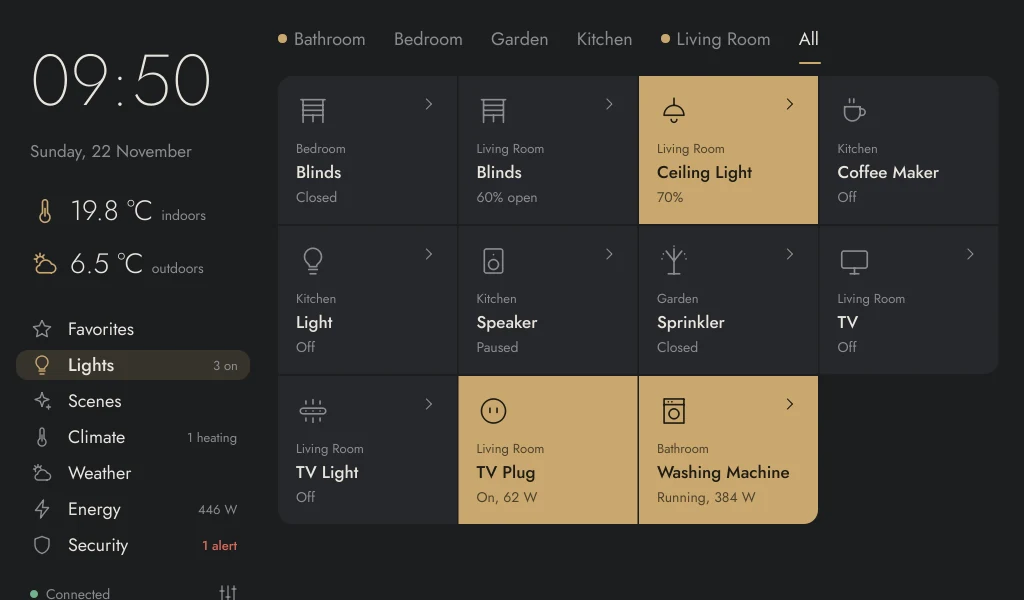 09:50
Sunday, 22 November
19.8 °C indoors
6.5 °C outdoors
Favorites
Lights 3 on
Scenes
Climate 1 heating
Weather
Energy 446 W
Security 1 alert
Connected
Bathroom Bedroom Garden Kitchen Living Room All
Bedroom
Blinds
Closed
Living Room
Blinds
60% open
Living Room
Ceiling Light
70%
Kitchen
Coffee Maker
Off
Kitchen
Light
Off
Kitchen
Speaker
Paused
Garden
Sprinkler
Closed
Living Room
TV
Off
Living Room
TV Light
Off
Living Room
TV Plug
On, 62 W
Bathroom
Washing Machine
Running, 384 W